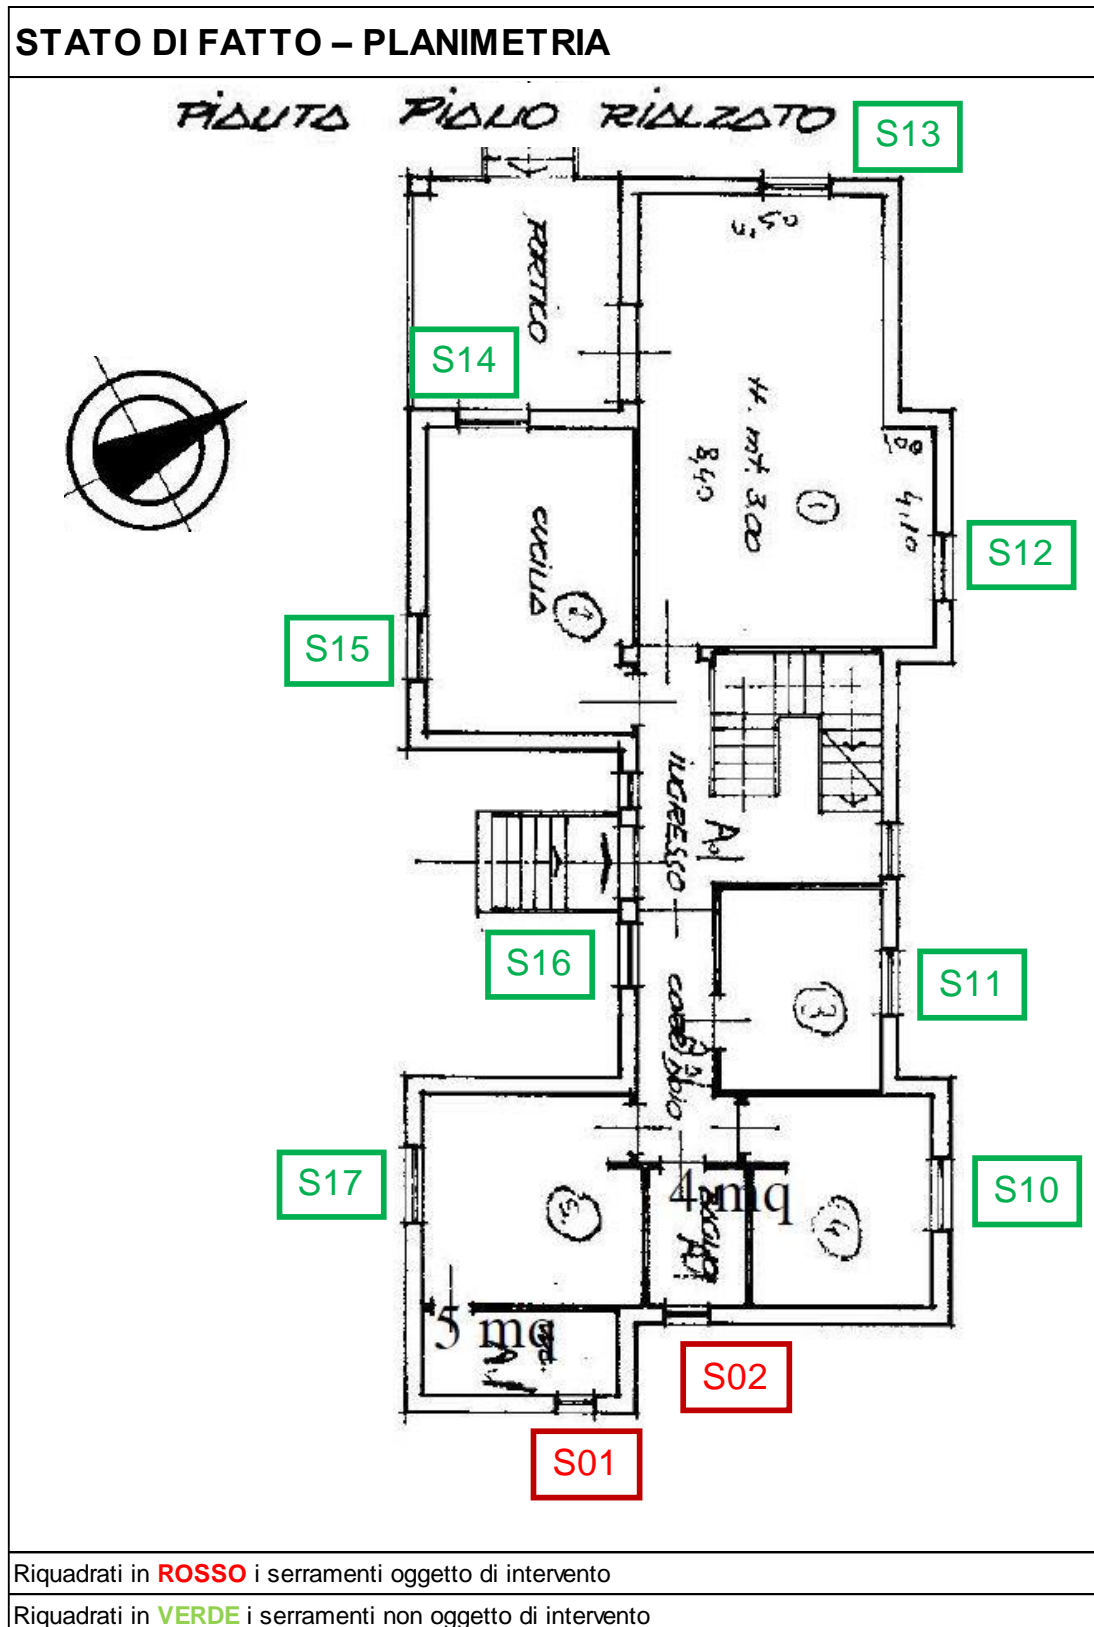 STATO DI FATTO – PLANIMETRIA
PIANTA PIANO RIALZATO
S13
PORTICO
S14
H. mt. 3.00
8,40
4,10
1
S12
CUCINA
2
S15
INGRESSO
A.I
S16
S11
3
CORRIDOIO
S17
5
4 mq
BAGNO
4
S10
5 mq
A.I
S02
S01
Riquadrati in ROSSO i serramenti oggetto di intervento
Riquadrati in VERDE i serramenti non oggetto di intervento